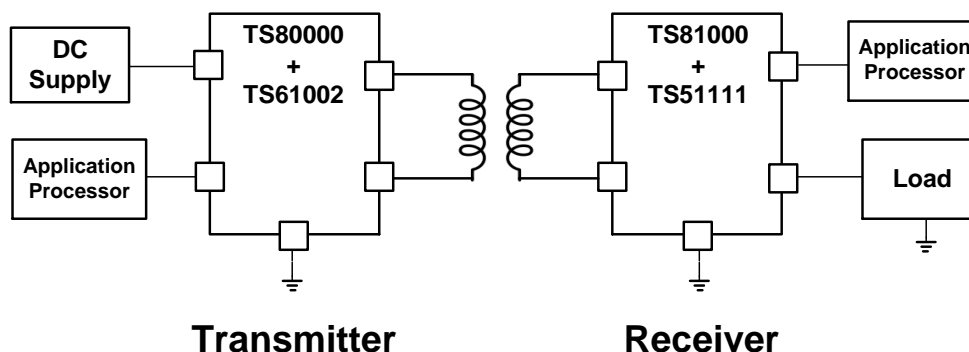 DC
Supply
Application
Processor
TS80000
+
TS61002
TS81000
+
TS51111
Application
Processor
Load
Transmitter
Receiver